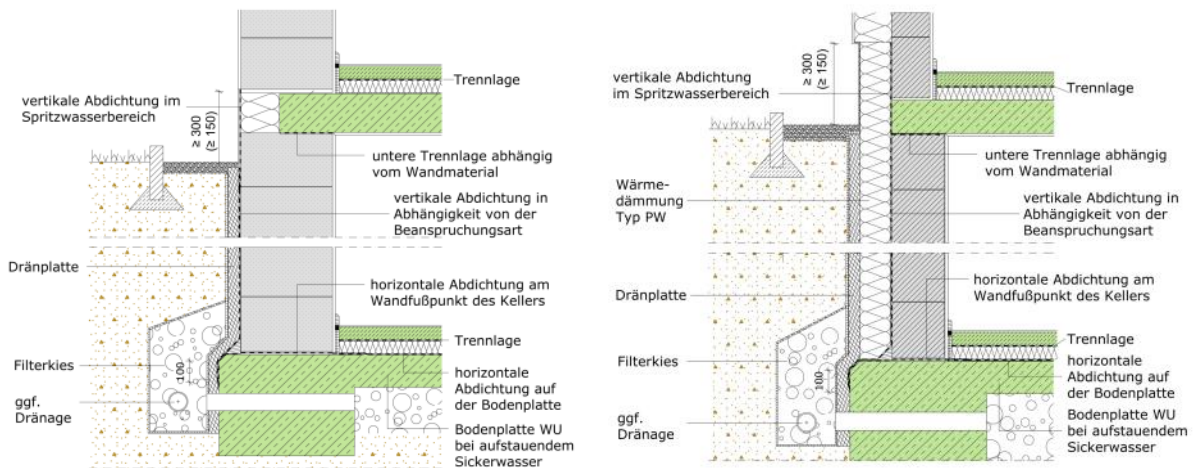 vertikale Abdichtung im
Spritzwasserbereich
≥ 300
(≥ 150)
Trennlage
untere Trennlage abhängig
vom Wandmaterial
vertikale Abdichtung in
Abhängigkeit von der
Beanspruchungsart
Dränplatte
horizontale Abdichtung am
Wandfußpunkt des Kellers
Trennlage
Filterkies
100
horizontale
Abdichtung auf
der Bodenplatte
ggf.
Dränage
Bodenplatte WU
bei aufstauendem
Sickerwasser
vertikale Abdichtung
im Spritzwasserbereich
≥ 300
(≥ 150)
Trennlage
untere Trennlage abhängig
vom Wandmaterial
Wärme-
dämmung
Typ PW
vertikale Abdichtung in
Abhängigkeit von der
Beanspruchungsart
Dränplatte
horizontale Abdichtung am
Wandfußpunkt des Kellers
Trennlage
Filterkies
100
horizontale
Abdichtung auf
der Bodenplatte
ggf.
Dränage
Bodenplatte WU
bei aufstauendem
Sickerwasser